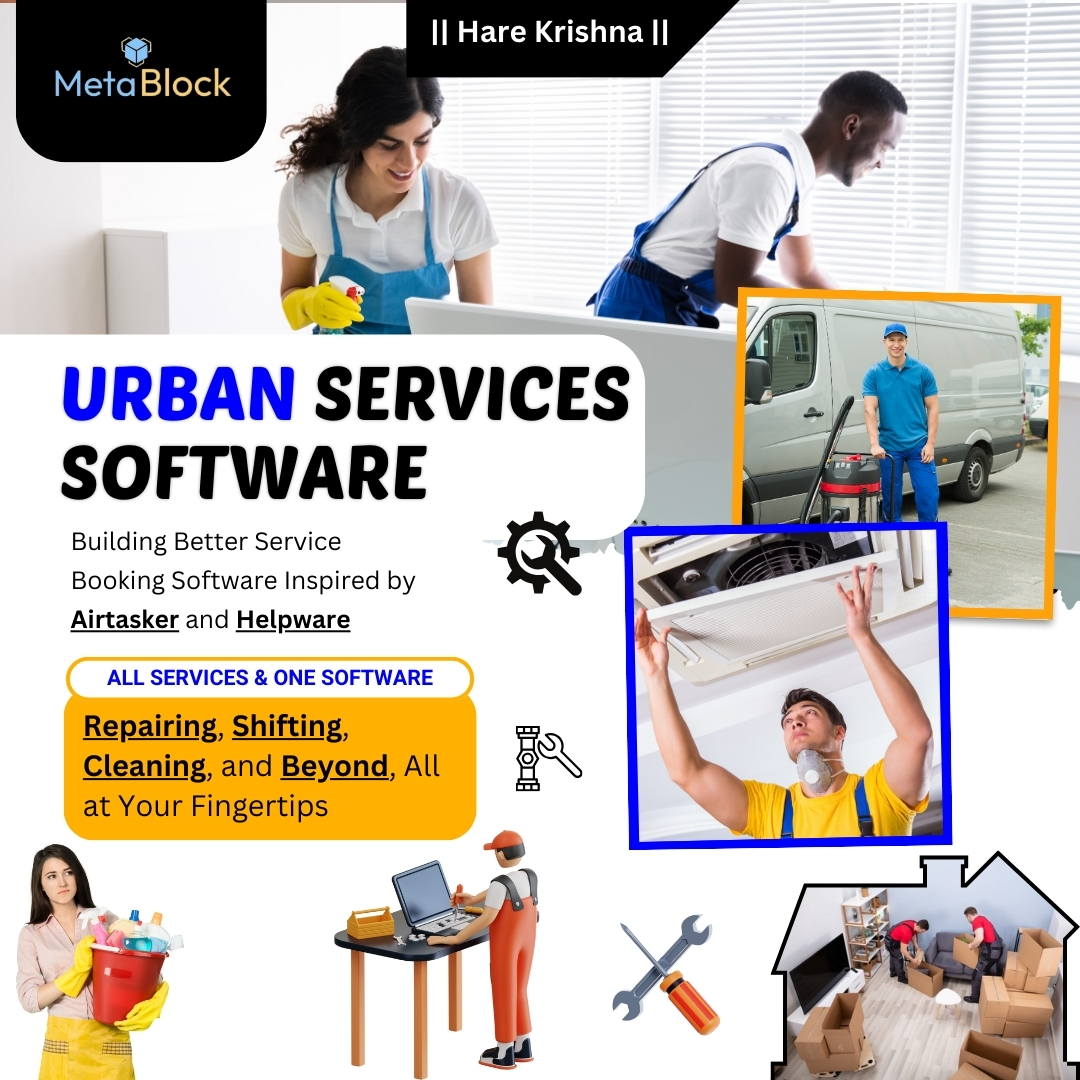 || Hare Krishna ||
MetaBlock
URBAN SERVICES
SOFTWARE
Building Better Service
Booking Software Inspired by
Airtasker and Helpware
ALL SERVICES & ONE SOFTWARE
Repairing, Shifting,
Cleaning, and Beyond, All
at Your Fingertips